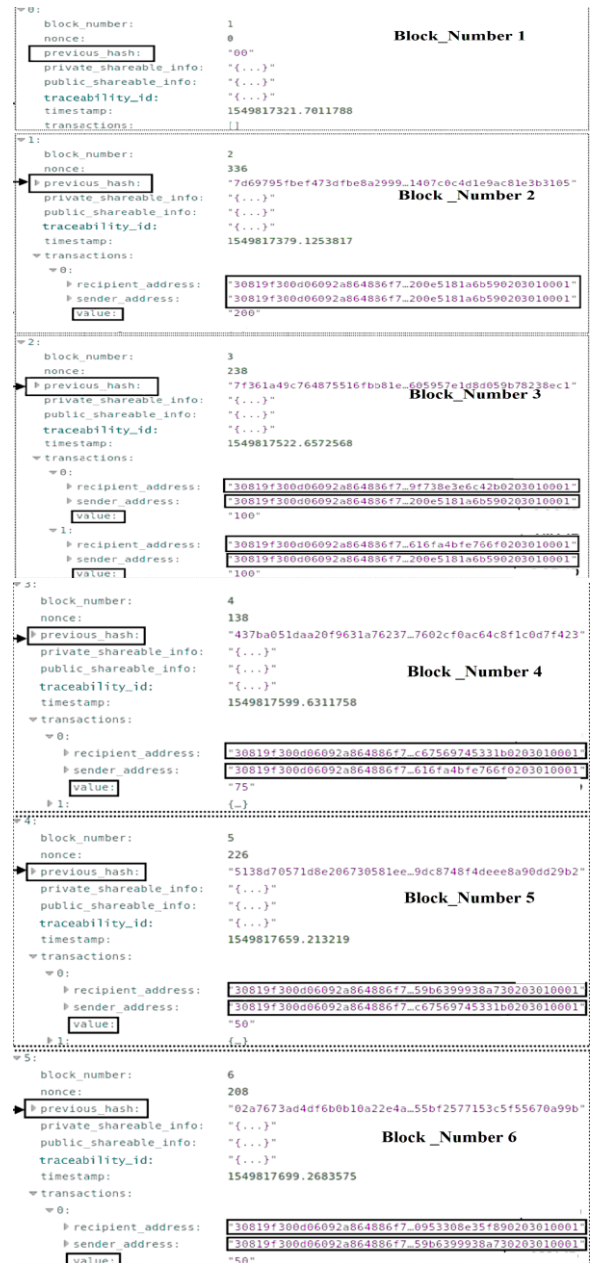 ▼0:
block_number: 1
nonce: 0
Block_Number 1
previous_hash: "00"
private_shareable_info: "{...}"
public_shareable_info: "{...}"
traceability_id: "{...}"
timestamp: 1549817321.7011788
transactions: []
▼1:
block_number: 2
nonce: 336
▶ previous_hash: "7d69795fbef473dfbe8a2999…1407c0c4d1e9ac81e3b3105"
private_shareable_info: "{...}"
Block _Number 2
public_shareable_info: "{...}"
traceability_id: "{...}"
timestamp: 1549817379.1253817
▼transactions:
▼0:
▶ recipient_address: "30819f300d06092a864886f7…200e5181a6b590203010001"
▶ sender_address: "30819f300d06092a864886f7…200e5181a6b590203010001"
value: "200"
▼2:
block_number: 3
nonce: 238
▶ previous_hash: "7f361a49c764875516fbb81e…605957e1d8d059b78238ec1"
Block_Number 3
private_shareable_info: "{...}"
public_shareable_info: "{...}"
traceability_id: "{...}"
timestamp: 1549817522.6572568
▼transactions:
▼0:
▶ recipient_address: "30819f300d06092a864886f7…9f738e3e6c42b0203010001"
▶ sender_address: "30819f300d06092a864886f7…200e5181a6b590203010001"
value: "100"
▼1:
▶ recipient_address: "30819f300d06092a864886f7…616fa4bfe766f0203010001"
▶ sender_address: "30819f300d06092a864886f7…200e5181a6b590203010001"
value: "100"
▼3:
block_number: 4
nonce: 138
▶ previous_hash: "437ba051daa20f9631a76237…7602cf0ac64c8f1c0d7f423"
private_shareable_info: "{...}"
public_shareable_info: "{...}"
Block _Number 4
traceability_id: "{...}"
timestamp: 1549817599.6311758
▼transactions:
▼0:
▶ recipient_address: "30819f300d06092a864886f7…c67569745331b0203010001"
▶ sender_address: "30819f300d06092a864886f7…616fa4bfe766f0203010001"
value: "75"
▶ 1: {…}
▼4:
block_number: 5
nonce: 226
▶ previous_hash: "5138d70571d8e206730581ee…9dc8748f4deee8a90dd29b2"
private_shareable_info: "{...}"
Block_Number 5
public_shareable_info: "{...}"
traceability_id: "{...}"
timestamp: 1549817659.213219
▼transactions:
▼0:
▶ recipient_address: "30819f300d06092a864886f7…59b6399938a730203010001"
▶ sender_address: "30819f300d06092a864886f7…c67569745331b0203010001"
value: "50"
▶ 1: {…}
▼5:
block_number: 6
nonce: 208
▶ previous_hash: "02a7673ad4df6b0b10a22e4a…55bf2577153c5f55670a99b"
private_shareable_info: "{...}"
Block _Number 6
public_shareable_info: "{...}"
traceability_id: "{...}"
timestamp: 1549817699.2683575
▼transactions:
▼0:
▶ recipient_address: "30819f300d06092a864886f7…0953308e35f890203010001"
▶ sender_address: "30819f300d06092a864886f7…59b6399938a730203010001"
value: "50"